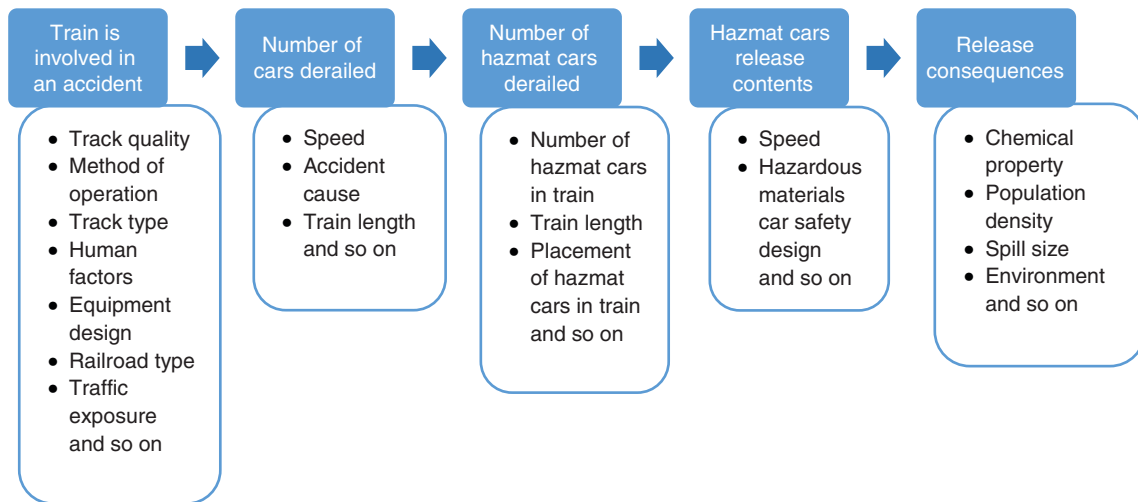 Train is
involved in
an accident
Number of
cars derailed
Number of
hazmat cars
derailed
Hazmat cars
release
contents
Release
consequences
• Track quality
• Method of
operation
• Track type
• Human
factors
• Equipment
design
• Railroad type
• Traffic
exposure
and so on
• Speed
• Accident
cause
• Train length
and so on
• Number of
hazmat cars
in train
• Train length
• Placement
of hazmat
cars in train
and so on
• Speed
• Hazardous
materials
car safety
design
and so on
• Chemical
property
• Population
density
• Spill size
• Environment
and so on